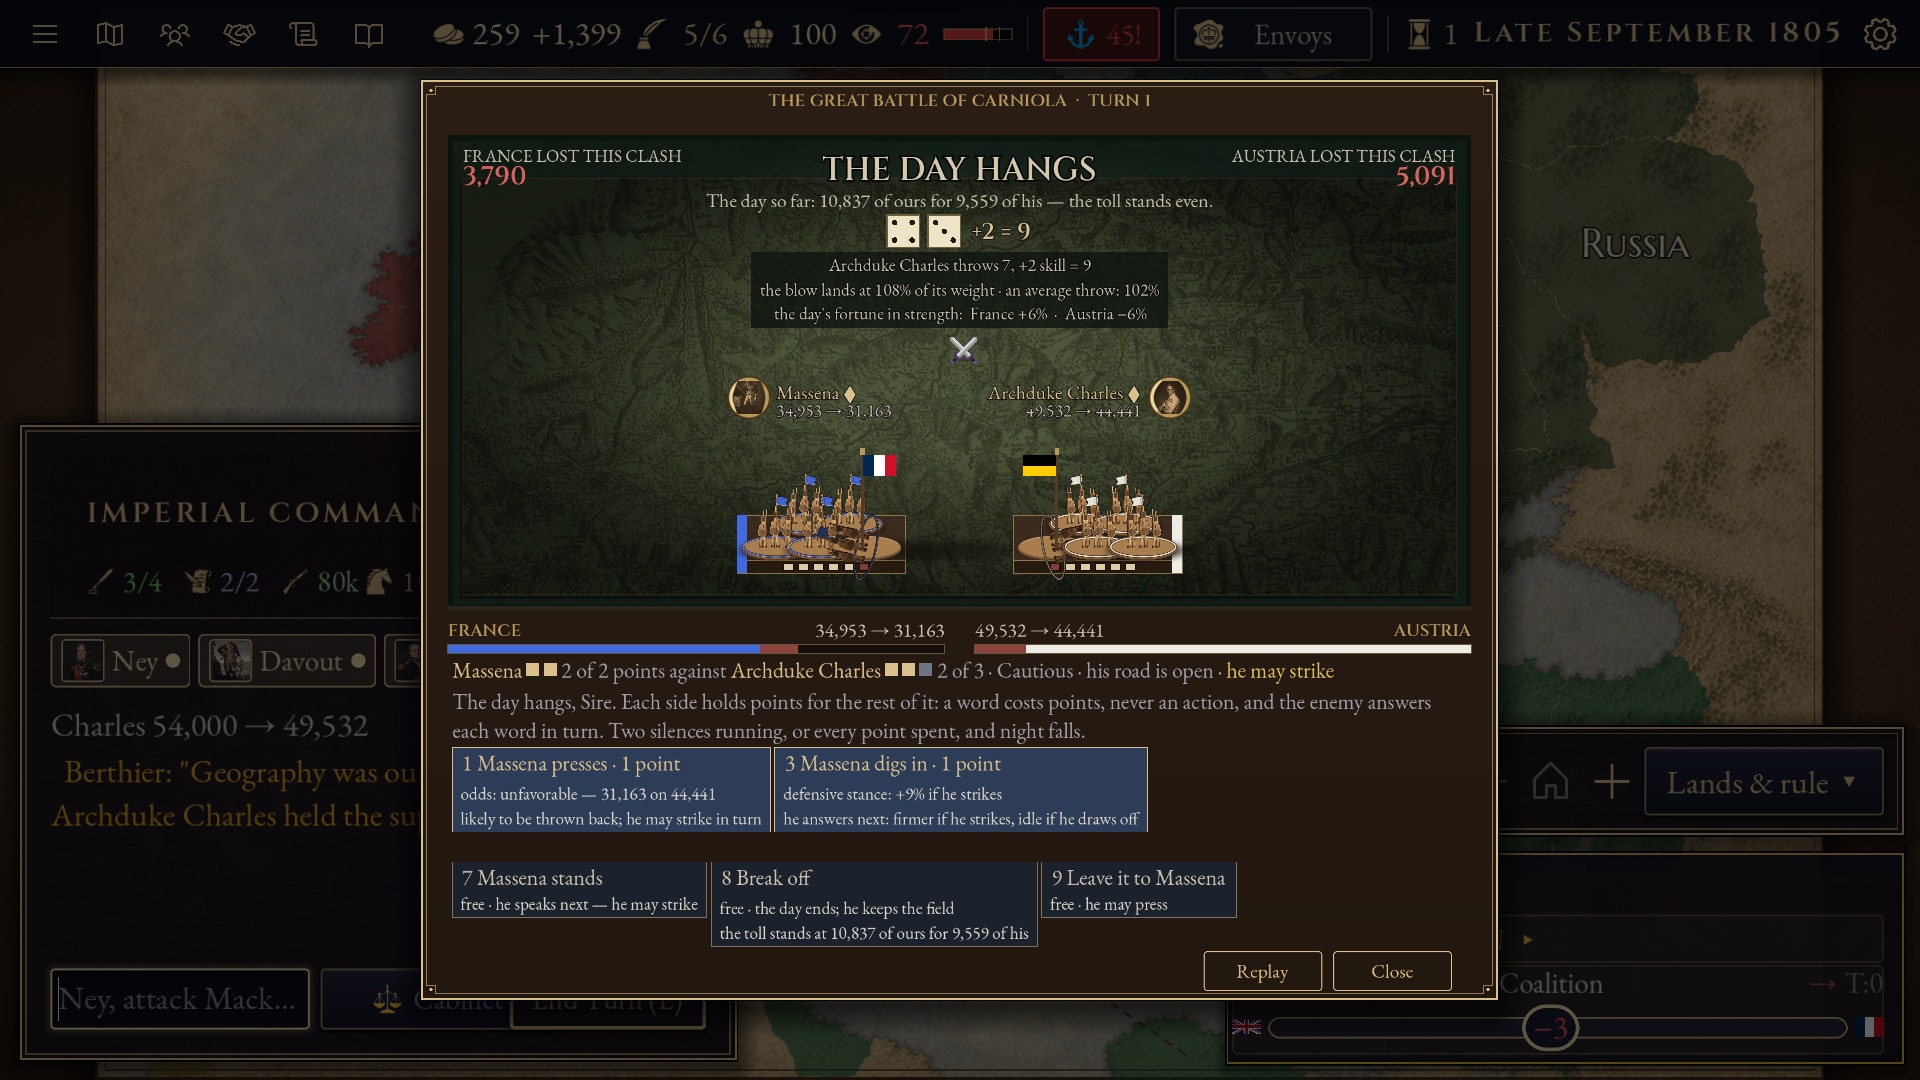 259 +1,399 5/6 100 72 45! Envoys 1 Late September 1805
THE GREAT BATTLE OF CARNIOLA · TURN 1
FRANCE LOST THIS CLASH
3,790
THE DAY HANGS
AUSTRIA LOST THIS CLASH
5,091
The day so far: 10,837 of ours for 9,559 of his — the toll stands even.
+2 = 9
Archduke Charles throws 7, +2 skill = 9
the blow lands at 108% of its weight · an average throw: 102%
the day's fortune in strength: France +6% · Austria −6%
Massena
34,953 → 31,163
Archduke Charles
49,532 → 44,441
RUSSIA
IMPERIAL
3/4 2/2 80k
Ney Davout
Charles 54,000 → 49,532
Berthier: "Geography was
Archduke Charles held the
Ney, attack Mack...
Cabinet
End Turn (E)
FRANCE 34,953 → 31,163 49,532 → 44,441 AUSTRIA
Massena 2 of 2 points against Archduke Charles 2 of 3 · Cautious · his road is open · he may strike
The day hangs, Sire. Each side holds points for the rest of it: a word costs points, never an action, and the enemy answers
each word in turn. Two silences running, or every point spent, and night falls.
1 Massena presses · 1 point
odds: unfavorable — 31,163 on 44,441
likely to be thrown back; he may strike in turn
3 Massena digs in · 1 point
defensive stance: +9% if he strikes
he answers next: firmer if he strikes, idle if he draws off
7 Massena stands
free · he speaks next — he may strike
8 Break off
free · the day ends; he keeps the field
the toll stands at 10,837 of ours for 9,559 of his
9 Leave it to Massena
free · he may press
Replay Close
Lands & rule
Coalition → T:0
−3